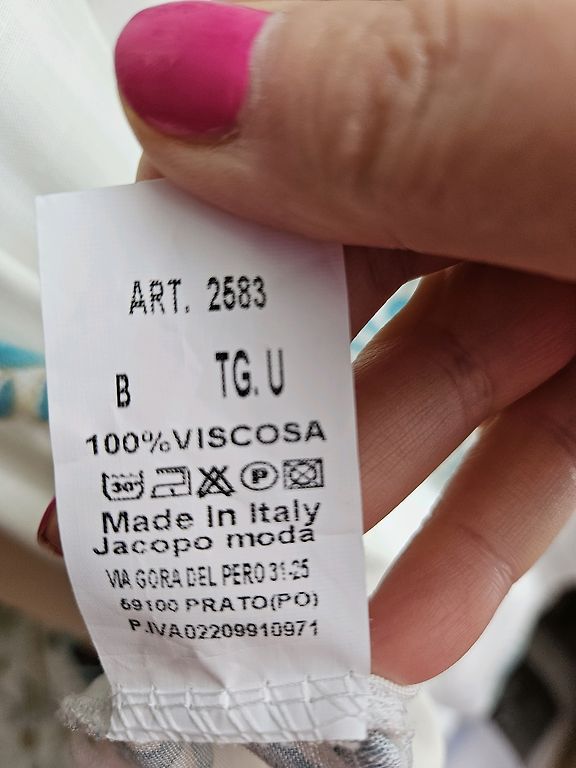 ART. 2583
B TG. U
100%VISCOSA
30° P
Made In Italy
Jacopo moda
VIA GORA DEL PERO 31-25
59100 PRATO(PO)
P.IVA02209910971